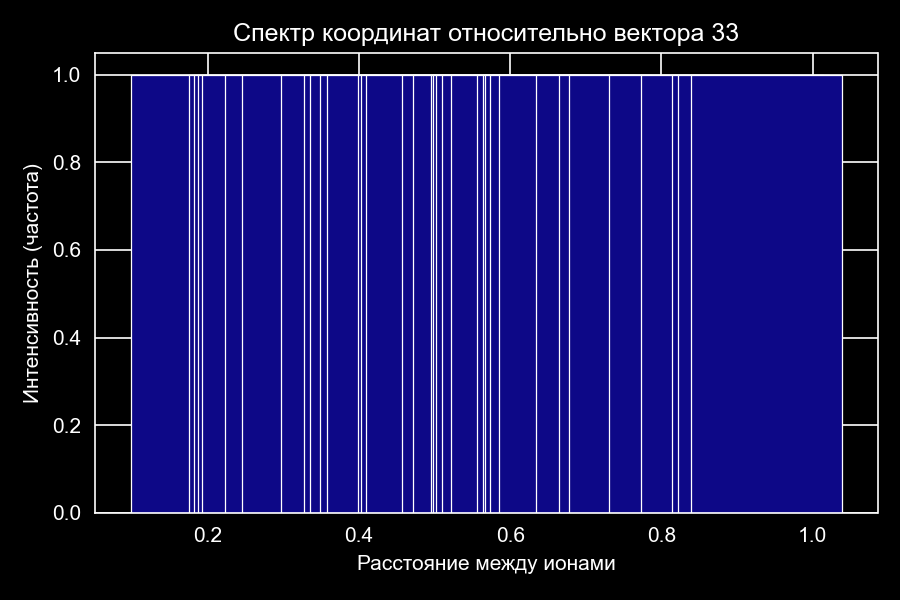 Спектр координат относительно вектора 33
Интенсивность (частота)
1.0
0.8
0.6
0.4
0.2
0.0
0.2 0.4 0.6 0.8 1.0
Расстояние между ионами